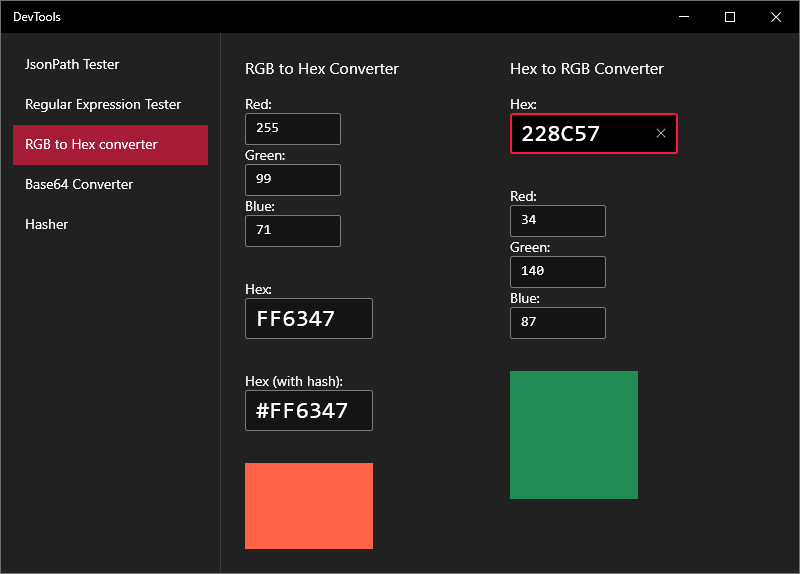 DevTools
JsonPath Tester
Regular Expression Tester
RGB to Hex converter
Base64 Converter
Hasher
RGB to Hex Converter
Red:
255
Green:
99
Blue:
71
Hex:
FF6347
Hex (with hash):
#FF6347
Hex to RGB Converter
Hex:
228C57
Red:
34
Green:
140
Blue:
87